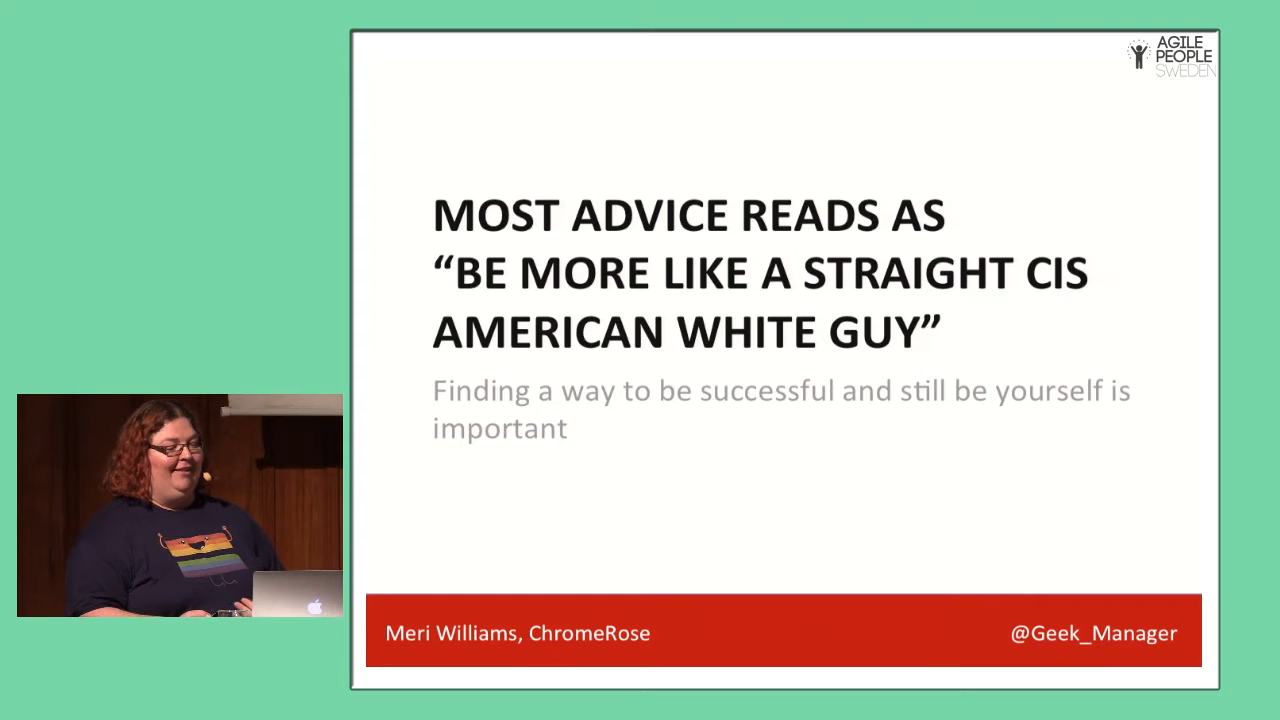 AGILE
PEOPLE
SWEDEN
MOST ADVICE READS AS
“BE MORE LIKE A STRAIGHT CIS
AMERICAN WHITE GUY”
Finding a way to be successful and still be yourself is
important
Meri Williams, ChromeRose
@Geek_Manager